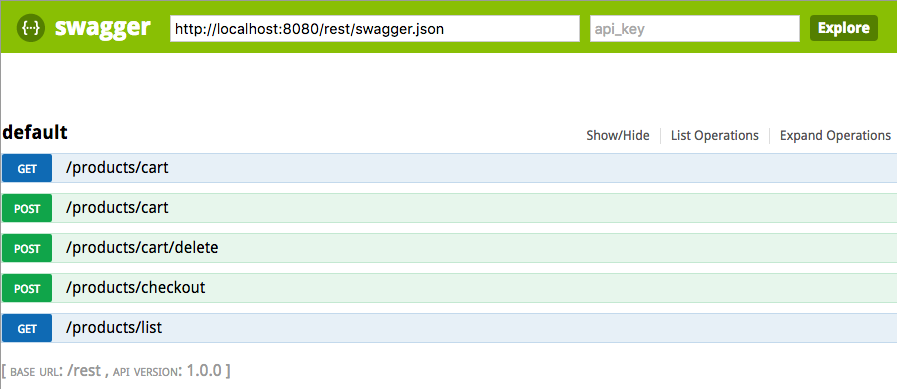 {··} swagger http://localhost:8080/rest/swagger.json api_key Explore
default Show/Hide List Operations Expand Operations
GET /products/cart
POST /products/cart
POST /products/cart/delete
POST /products/checkout
GET /products/list
[ BASE URL: /rest , API VERSION: 1.0.0 ]